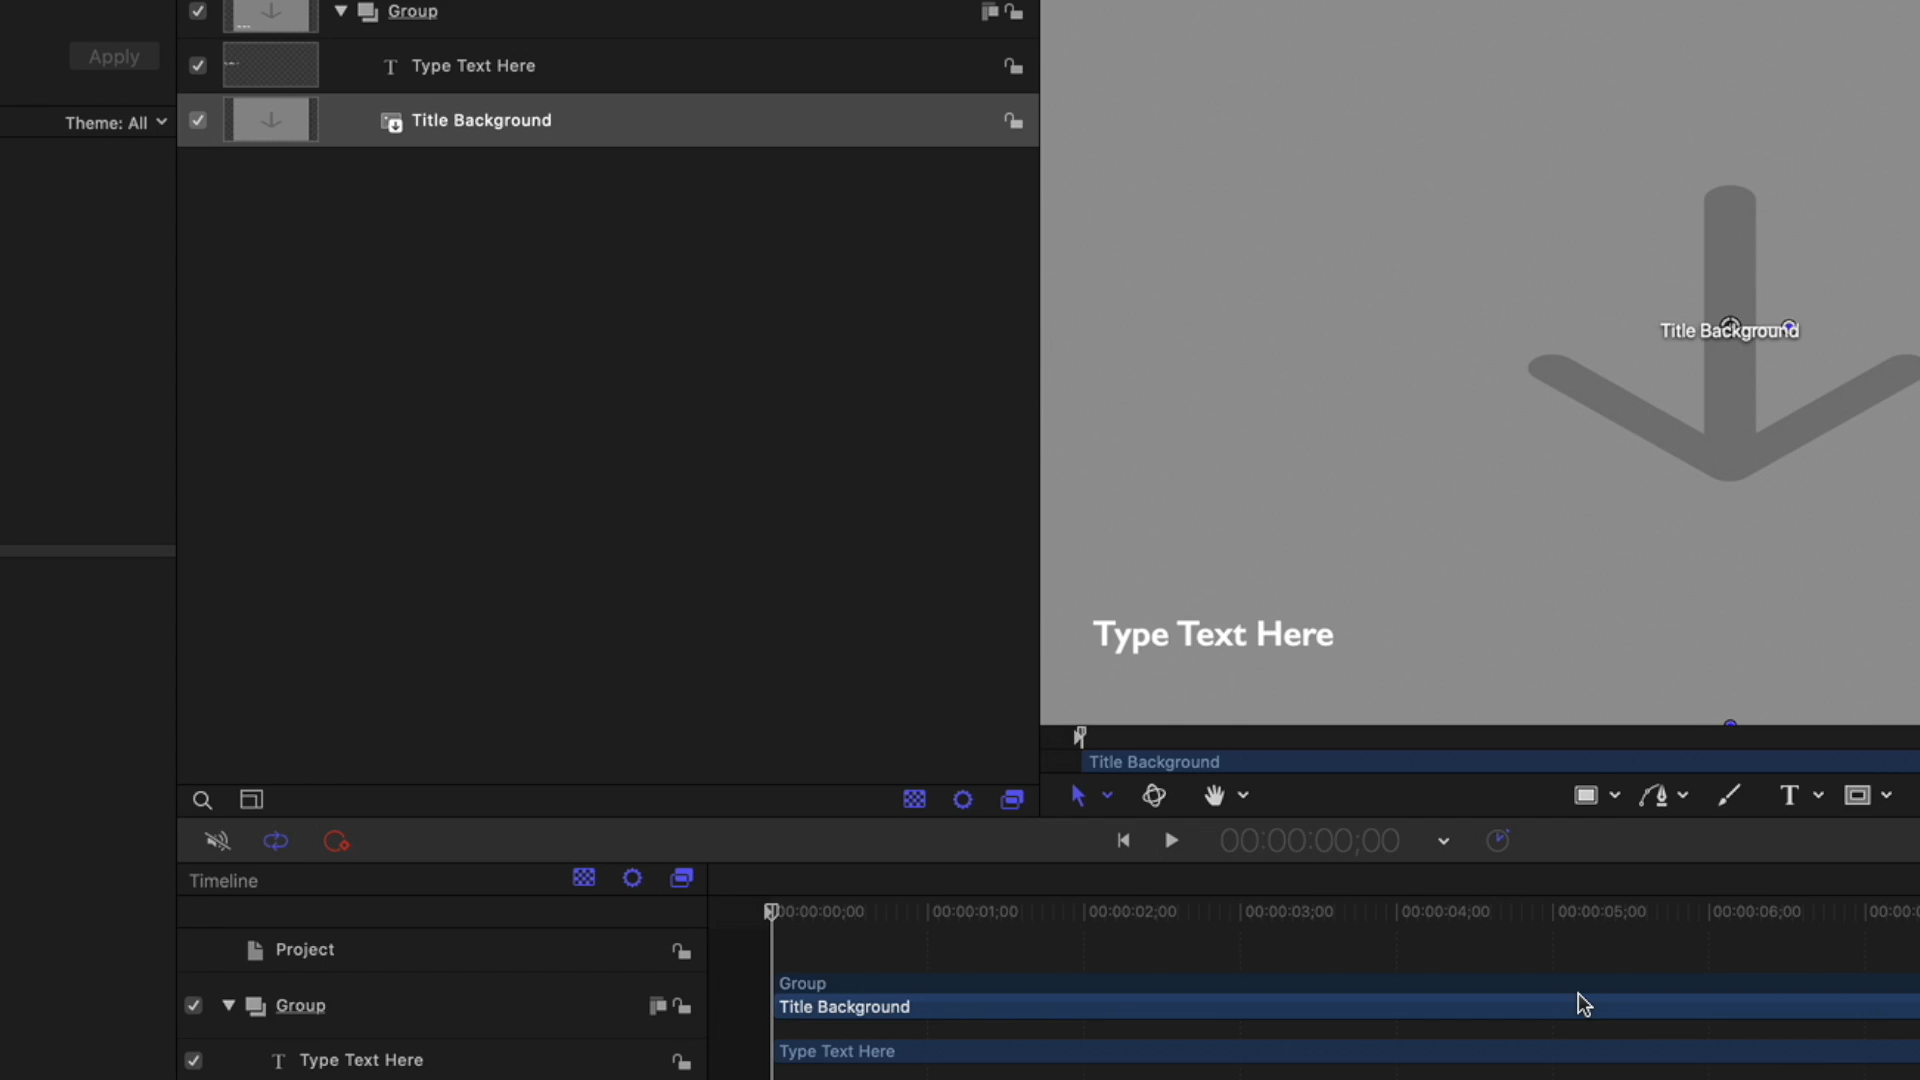 Apply
Theme: All
Group
Type Text Here
Title Background
Title Background
Type Text Here
Title Background
00:00:00;00
Timeline
00:00:00;00
00:00:01;00
00:00:02;00
00:00:03;00
00:00:04;00
00:00:05;00
00:00:06;00
00:00:0
Project
Group
Title Background
Group
Type Text Here
Type Text Here